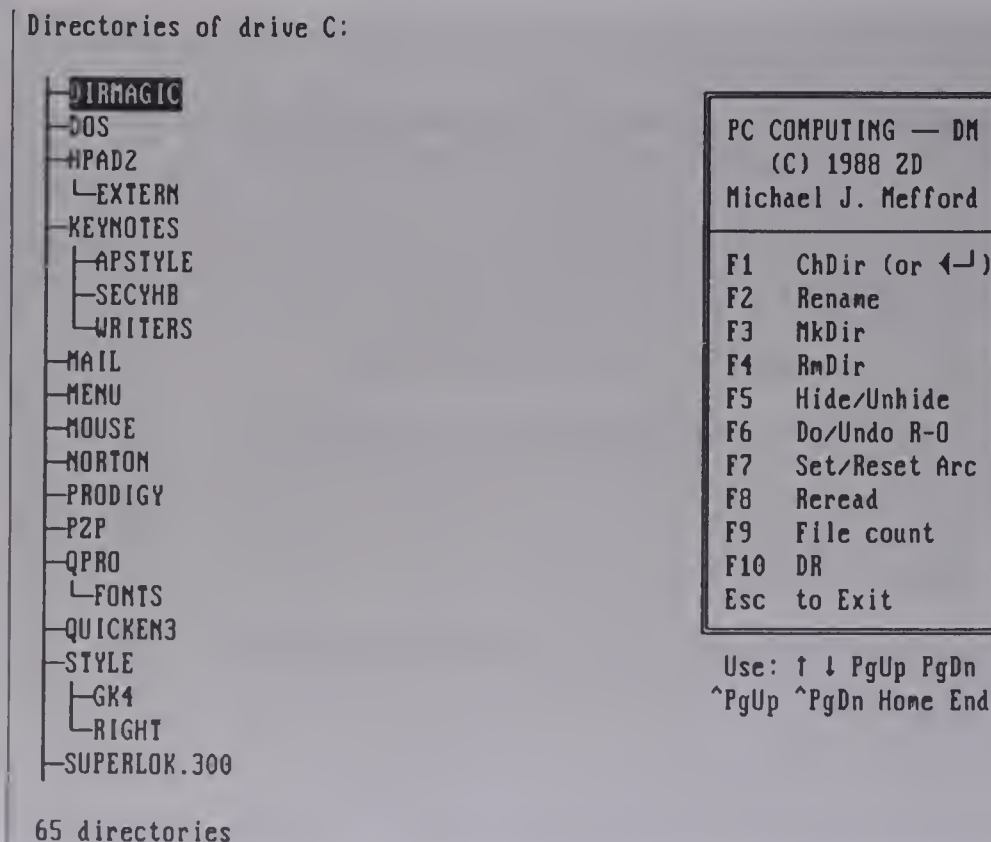 Directories of drive C:
DIRMAGIC
DOS
HPAD2
EXTERN
KEYNOTES
APSTYLE
SECYHB
WRITERS
MAIL
MENU
MOUSE
NORTON
PRODIGY
PZP
QPRO
FONTS
QUICKEN3
STYLE
GK4
RIGHT
SUPERLOK.300
65 directories
PC COMPUTING — DM
(C) 1988 ZD
Michael J. Mefford
F1 ChDir (or ◄┘)
F2 Rename
F3 MkDir
F4 RmDir
F5 Hide/Unhide
F6 Do/Undo R-O
F7 Set/Reset Arc
F8 Reread
F9 File count
F10 DR
Esc to Exit
Use: ↑ ↓ PgUp PgDn
^PgUp ^PgDn Home End